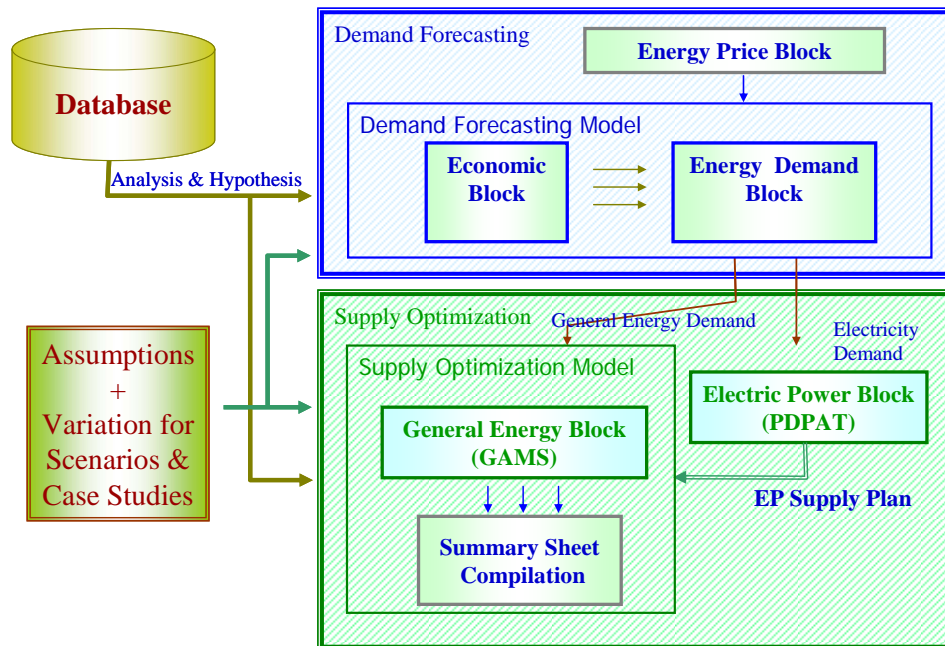 Demand Forecasting
Energy Price Block
Database
Demand Forecasting Model
Economic
Block
Energy Demand
Block
Analysis & Hypothesis
Supply Optimization
General Energy Demand
Electricity
Demand
Assumptions
+
Variation for
Scenarios &
Case Studies
Supply Optimization Model
Electric Power Block
(PDPAT)
General Energy Block
(GAMS)
EP Supply Plan
Summary Sheet
Compilation